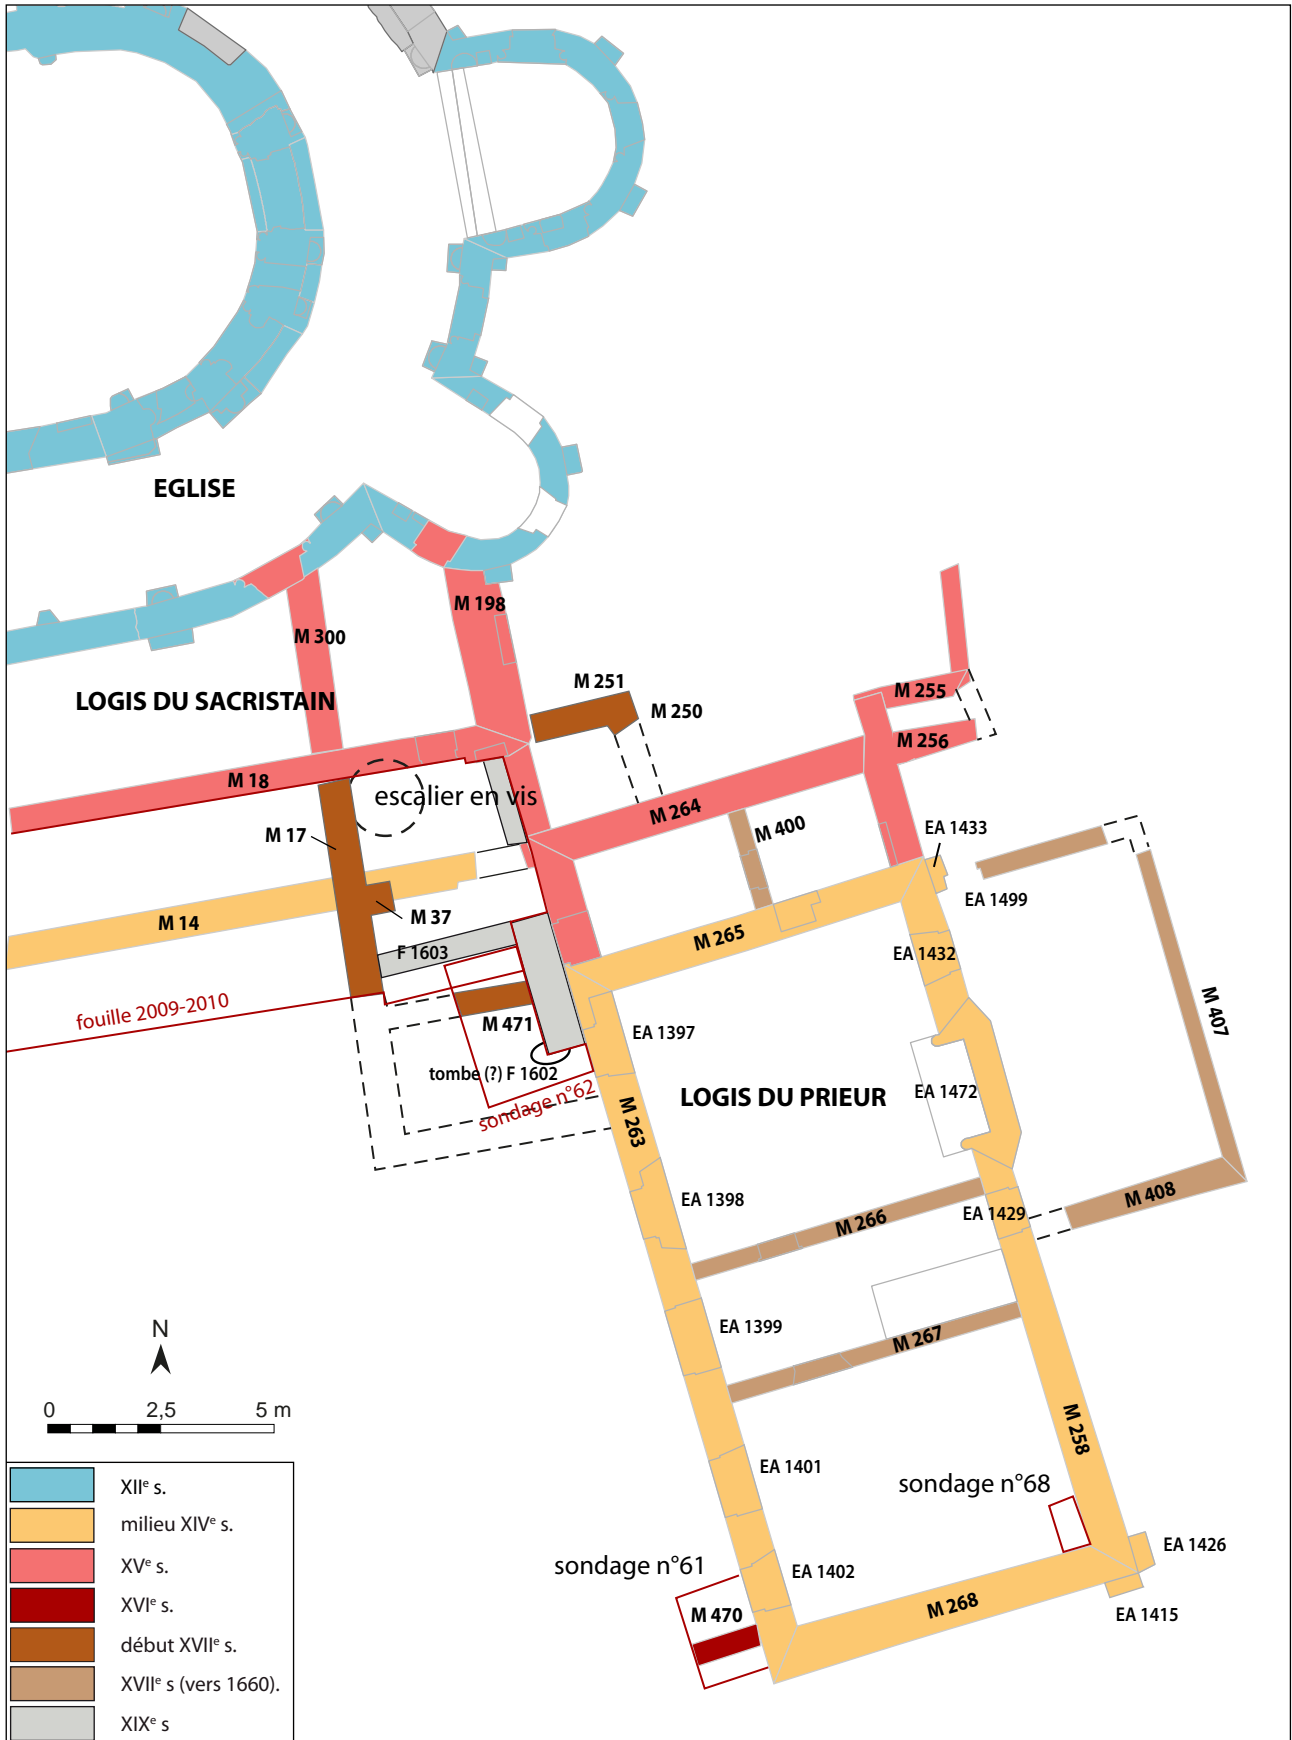 EGLISE
M 198
M 300
M 251
LOGIS DU SACRISTAIN
M 250
M 255
M 256
M 18
escalier en vis
M 264
M 400
M 17
EA 1433
EA 1499
M 37
M 14
M 265
F 1603
EA 1432
fouille 2009-2010
M 471
EA 1397
M 407
tombe (?) F 1602
EA 1472
LOGIS DU PRIEUR
sondage n°62
M 263
EA 1398
M 408
EA 1429
M 266
N
EA 1399
M 267
0 2,5 5 m
M 258
EA 1401
sondage n°68
XIIe s.
milieu XIVe s.
EA 1426
sondage n°61
XVe s.
EA 1402
M 470
M 268
XVIe s.
EA 1415
début XVIIe s.
XVIIe s (vers 1660).
XIXe s